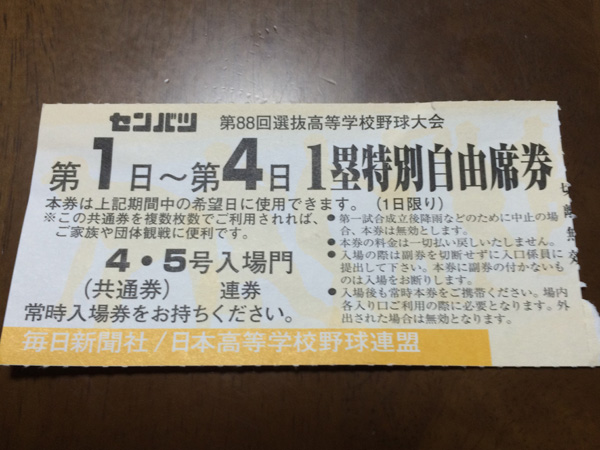 センバツ 第88回選抜高等学校野球大会
第1日～第4日 1塁特別自由席券
本券は上記期間中の希望日に使用できます。(1日限り)
※この共通券を複数枚数でご利用されれば、
ご家族や団体観戦に便利です。
4・5号入場門
(共通券) 連券
常時入場券をお持ちください。
●第一試合成立後降雨などのために中止の場
合、本券は無効とします。
●本券の料金は一切払い戻しいたしません。
●入場の際は副券を切断せずに入口係員に
提出して下さい。本券に副券の付かないも
のは入場をお断りします。
●入場後も常時本券をご携帯ください。場内
各入り口ご利用の際に必要となります。外
出された場合は無効となります。
切離無効
毎日新聞社/日本高等学校野球連盟